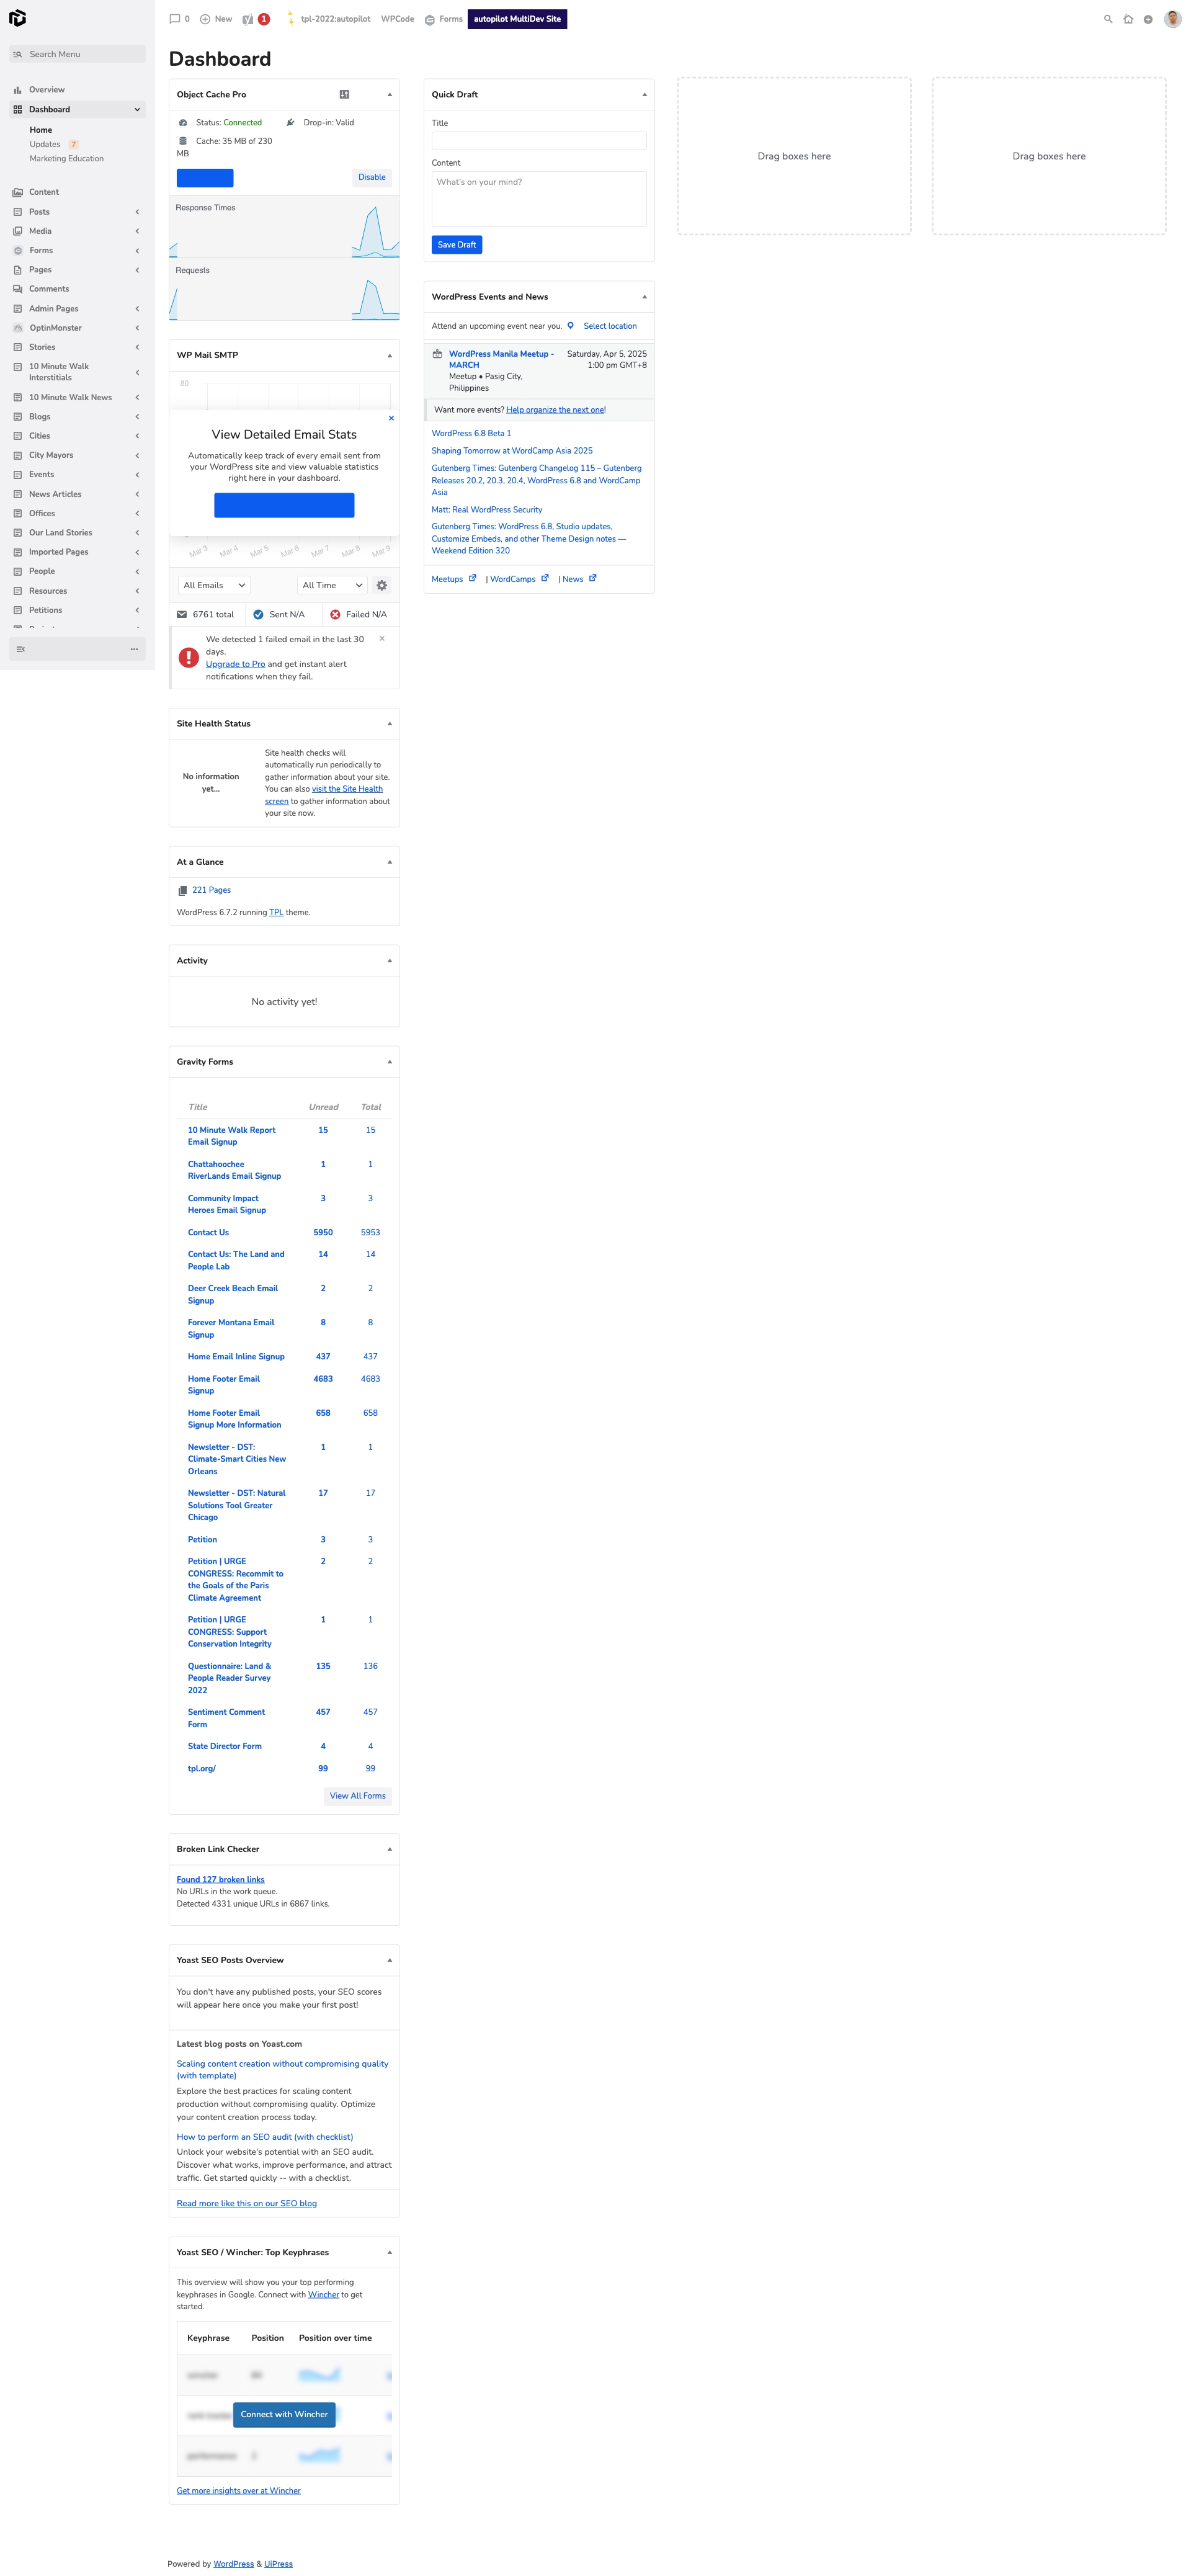 0
New
1
tpl-2022:autopilot
WPCode
Forms
autopilot MultiDev Site
Search Menu
Overview
Dashboard
Home
Updates 7
Marketing Education
Content
Posts
Media
Forms
Pages
Comments
Admin Pages
OptinMonster
Stories
10 Minute Walk
Interstitials
10 Minute Walk News
Blogs
Cities
City Mayors
Events
News Articles
Offices
Our Land Stories
Imported Pages
People
Resources
Petitions
Dashboard
Object Cache Pro
Status: Connected
Drop-in: Valid
Cache: 35 MB of 230
MB
Disable
Response Times
Requests
WP Mail SMTP
80
View Detailed Email Stats
Automatically keep track of every email sent from
your WordPress site and view valuable statistics
right here in your dashboard.
Mar 3 Mar 4 Mar 5 Mar 6 Mar 7 Mar 8 Mar 9
All Emails
All Time
6761 total
Sent N/A
Failed N/A
We detected 1 failed email in the last 30
days.
Upgrade to Pro and get instant alert
notifications when they fail.
Site Health Status
No information
yet...
Site health checks will
automatically run periodically to
gather information about your site.
You can also visit the Site Health
screen to gather information about
your site now.
At a Glance
221 Pages
WordPress 6.7.2 running TPL theme.
Activity
No activity yet!
Gravity Forms
Title Unread Total
10 Minute Walk Report 15 15
Email Signup
Chattahoochee 1 1
RiverLands Email Signup
Community Impact 3 3
Heroes Email Signup
Contact Us 5950 5953
Contact Us: The Land and 14 14
People Lab
Deer Creek Beach Email 2 2
Signup
Forever Montana Email 8 8
Signup
Home Email Inline Signup 437 437
Home Footer Email 4683 4683
Signup
Home Footer Email 658 658
Signup More Information
Newsletter - DST: 1 1
Climate-Smart Cities New
Orleans
Newsletter - DST: Natural 17 17
Solutions Tool Greater
Chicago
Petition 3 3
Petition | URGE 2 2
CONGRESS: Recommit to
the Goals of the Paris
Climate Agreement
Petition | URGE 1 1
CONGRESS: Support
Conservation Integrity
Questionnaire: Land & 135 136
People Reader Survey
2022
Sentiment Comment 457 457
Form
State Director Form 4 4
tpl.org/ 99 99
View All Forms
Broken Link Checker
Found 127 broken links
No URLs in the work queue.
Detected 4331 unique URLs in 6867 links.
Yoast SEO Posts Overview
You don't have any published posts, your SEO scores
will appear here once you make your first post!
Latest blog posts on Yoast.com
Scaling content creation without compromising quality
(with template)
Explore the best practices for scaling content
production without compromising quality. Optimize
your content creation process today.
How to perform an SEO audit (with checklist)
Unlock your website's potential with an SEO audit.
Discover what works, improve performance, and attract
traffic. Get started quickly -- with a checklist.
Read more like this on our SEO blog
Yoast SEO / Wincher: Top Keyphrases
This overview will show you your top performing
keyphrases in Google. Connect with Wincher to get
started.
Keyphrase Position Position over time
Connect with Wincher
Get more insights over at Wincher
Quick Draft
Title
Content
What's on your mind?
Save Draft
WordPress Events and News
Attend an upcoming event near you.
Select location
WordPress Manila Meetup - Saturday, Apr 5, 2025
MARCH 1:00 pm GMT+8
Meetup • Pasig City,
Philippines
Want more events? Help organize the next one!
WordPress 6.8 Beta 1
Shaping Tomorrow at WordCamp Asia 2025
Gutenberg Times: Gutenberg Changelog 115 – Gutenberg
Releases 20.2, 20.3, 20.4, WordPress 6.8 and WordCamp
Asia
Matt: Real WordPress Security
Gutenberg Times: WordPress 6.8, Studio updates,
Customize Embeds, and other Theme Design notes —
Weekend Edition 320
Meetups | WordCamps | News
Drag boxes here
Drag boxes here
Powered by WordPress & UiPress